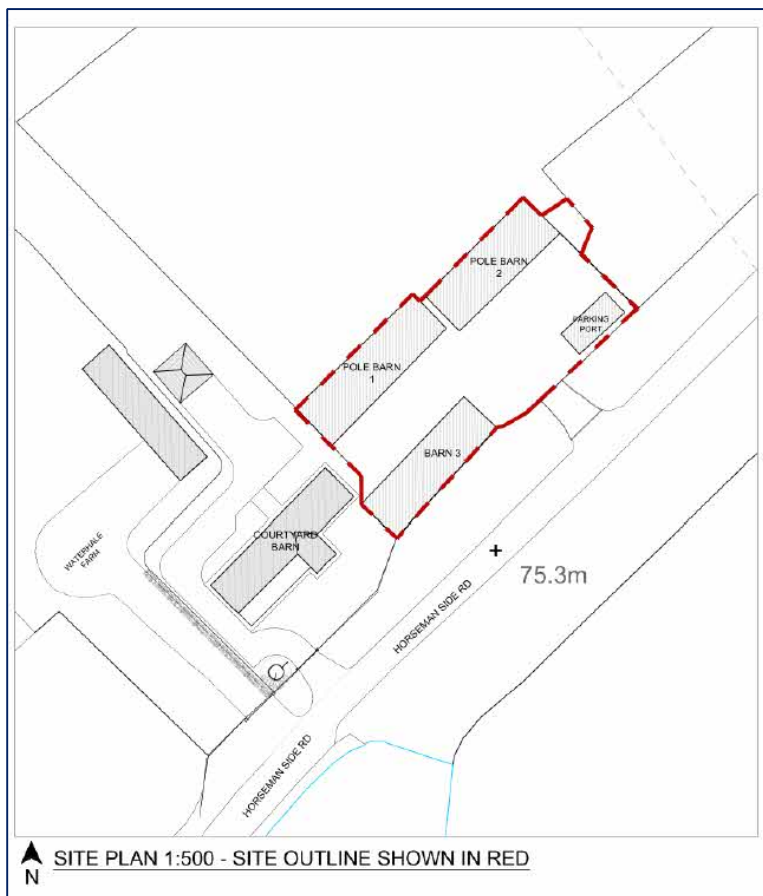 POLE BARN
2
PARKING
PORT
POLE BARN
1
BARN 3
COURTYARD
BARN
WATERHALE
FARM
75.3m
HORSEMAN SIDE RD
HORSEMAN SIDE RD
N
SITE PLAN 1:500 - SITE OUTLINE SHOWN IN RED